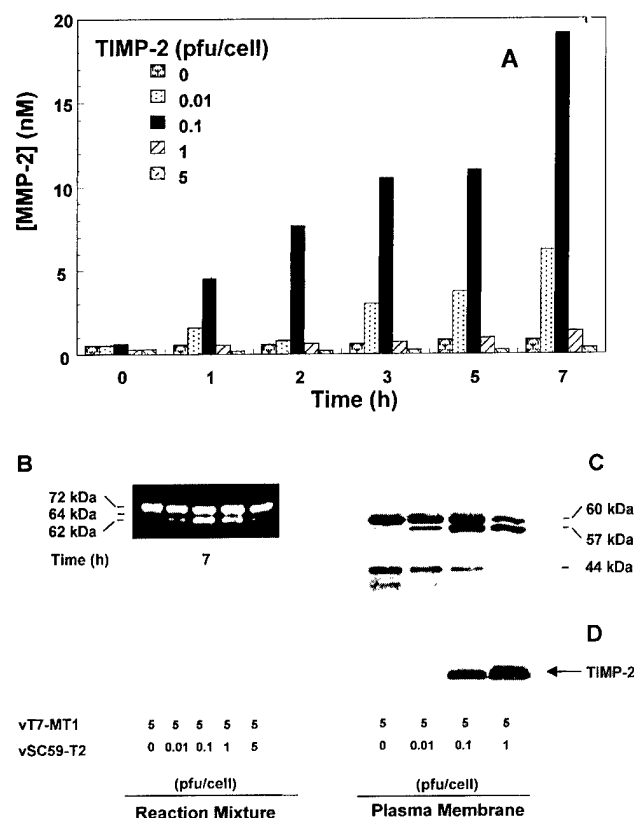 20
15
10
5
0
[MMP-2] (nM)
TIMP-2 (pfu/cell)
0
0.01
0.1
1
5
A
0 1 2 3 5 7
Time (h)
B
72 kDa
64 kDa
62 kDa
Time (h) 7
C
60 kDa
57 kDa
44 kDa
D
TIMP-2
vT7-MT1 5 5 5 5 5 5 5 5 5
vSC59-T2 0 0.01 0.1 1 5 0 0.01 0.1 1
(pfu/cell) (pfu/cell)
Reaction Mixture Plasma Membrane